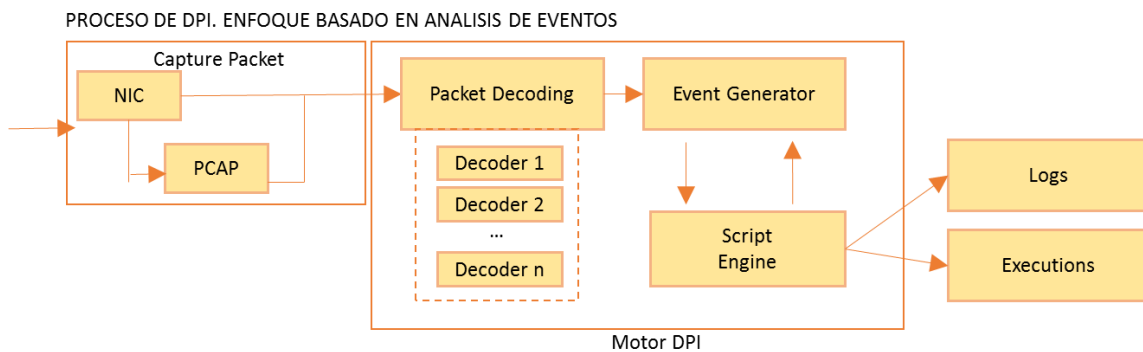 PROCESO DE DPI. ENFOQUE BASADO EN ANALISIS DE EVENTOS
Capture Packet
NIC
PCAP
Packet Decoding
Decoder 1
Decoder 2
...
Decoder n
Event Generator
Script
Engine
Logs
Executions
Motor DPI